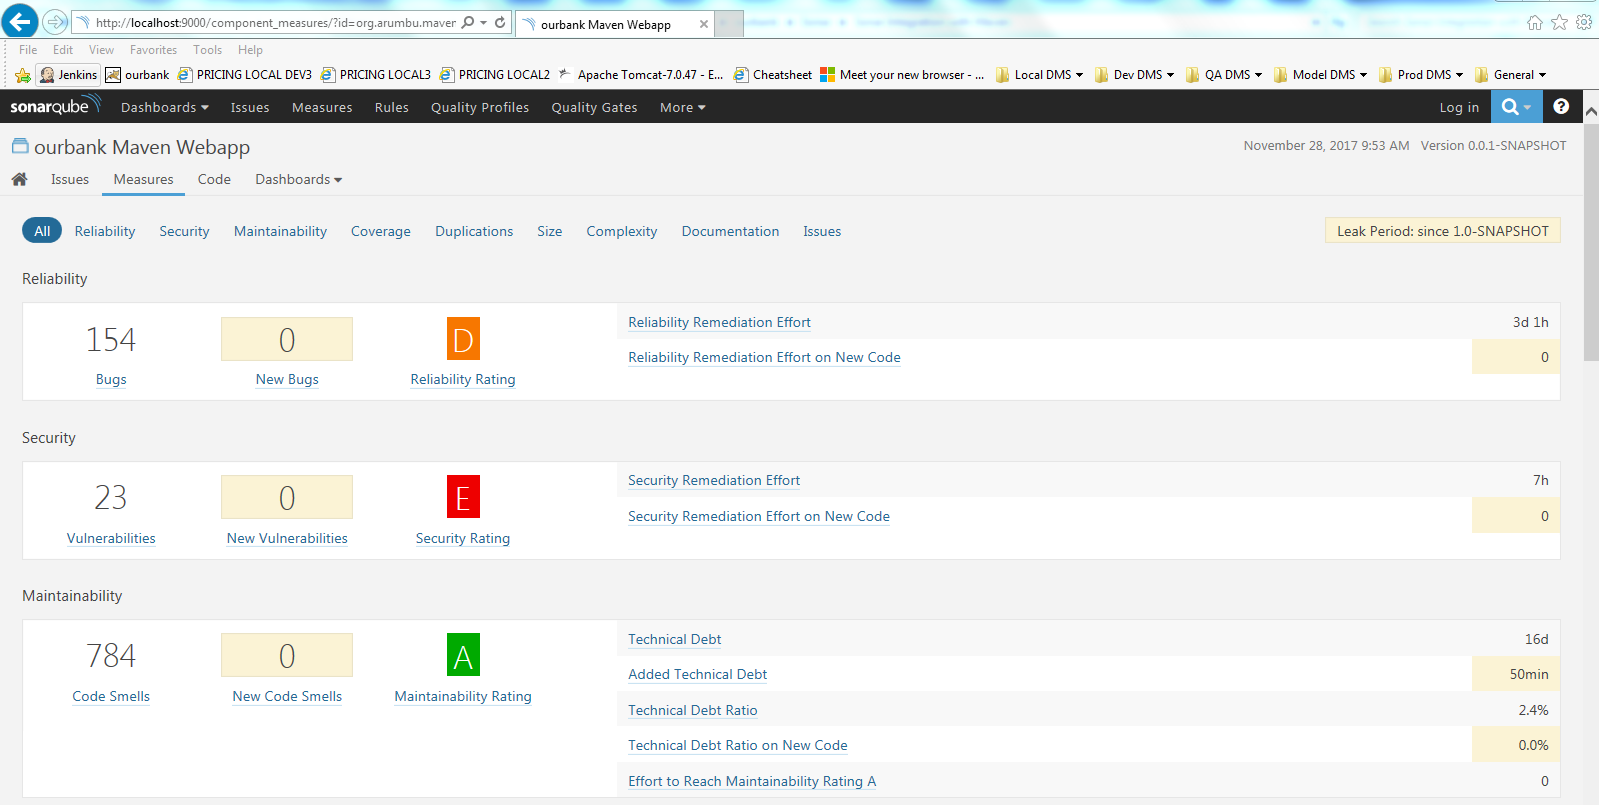 http://localhost:9000/component_measures/?id=org.arumbu.maven
ourbank Maven Webapp
File Edit View Favorites Tools Help
Jenkins ourbank PRICING LOCAL DEV3 PRICING LOCAL3 PRICING LOCAL2 Apache Tomcat-7.0.47 - E... Cheatsheet Meet your new browser - ... Local DMS Dev DMS QA DMS Model DMS Prod DMS General
sonarqube Dashboards Issues Measures Rules Quality Profiles Quality Gates More Log in ?
ourbank Maven Webapp November 28, 2017 9:53 AM Version 0.0.1-SNAPSHOT
Issues Measures Code Dashboards
All Reliability Security Maintainability Coverage Duplications Size Complexity Documentation Issues Leak Period: since 1.0-SNAPSHOT
Reliability
154 0 D
Bugs New Bugs Reliability Rating
Reliability Remediation Effort 3d 1h
Reliability Remediation Effort on New Code 0
Security
23 0 E
Vulnerabilities New Vulnerabilities Security Rating
Security Remediation Effort 7h
Security Remediation Effort on New Code 0
Maintainability
784 0 A
Code Smells New Code Smells Maintainability Rating
Technical Debt 16d
Added Technical Debt 50min
Technical Debt Ratio 2.4%
Technical Debt Ratio on New Code 0.0%
Effort to Reach Maintainability Rating A 0